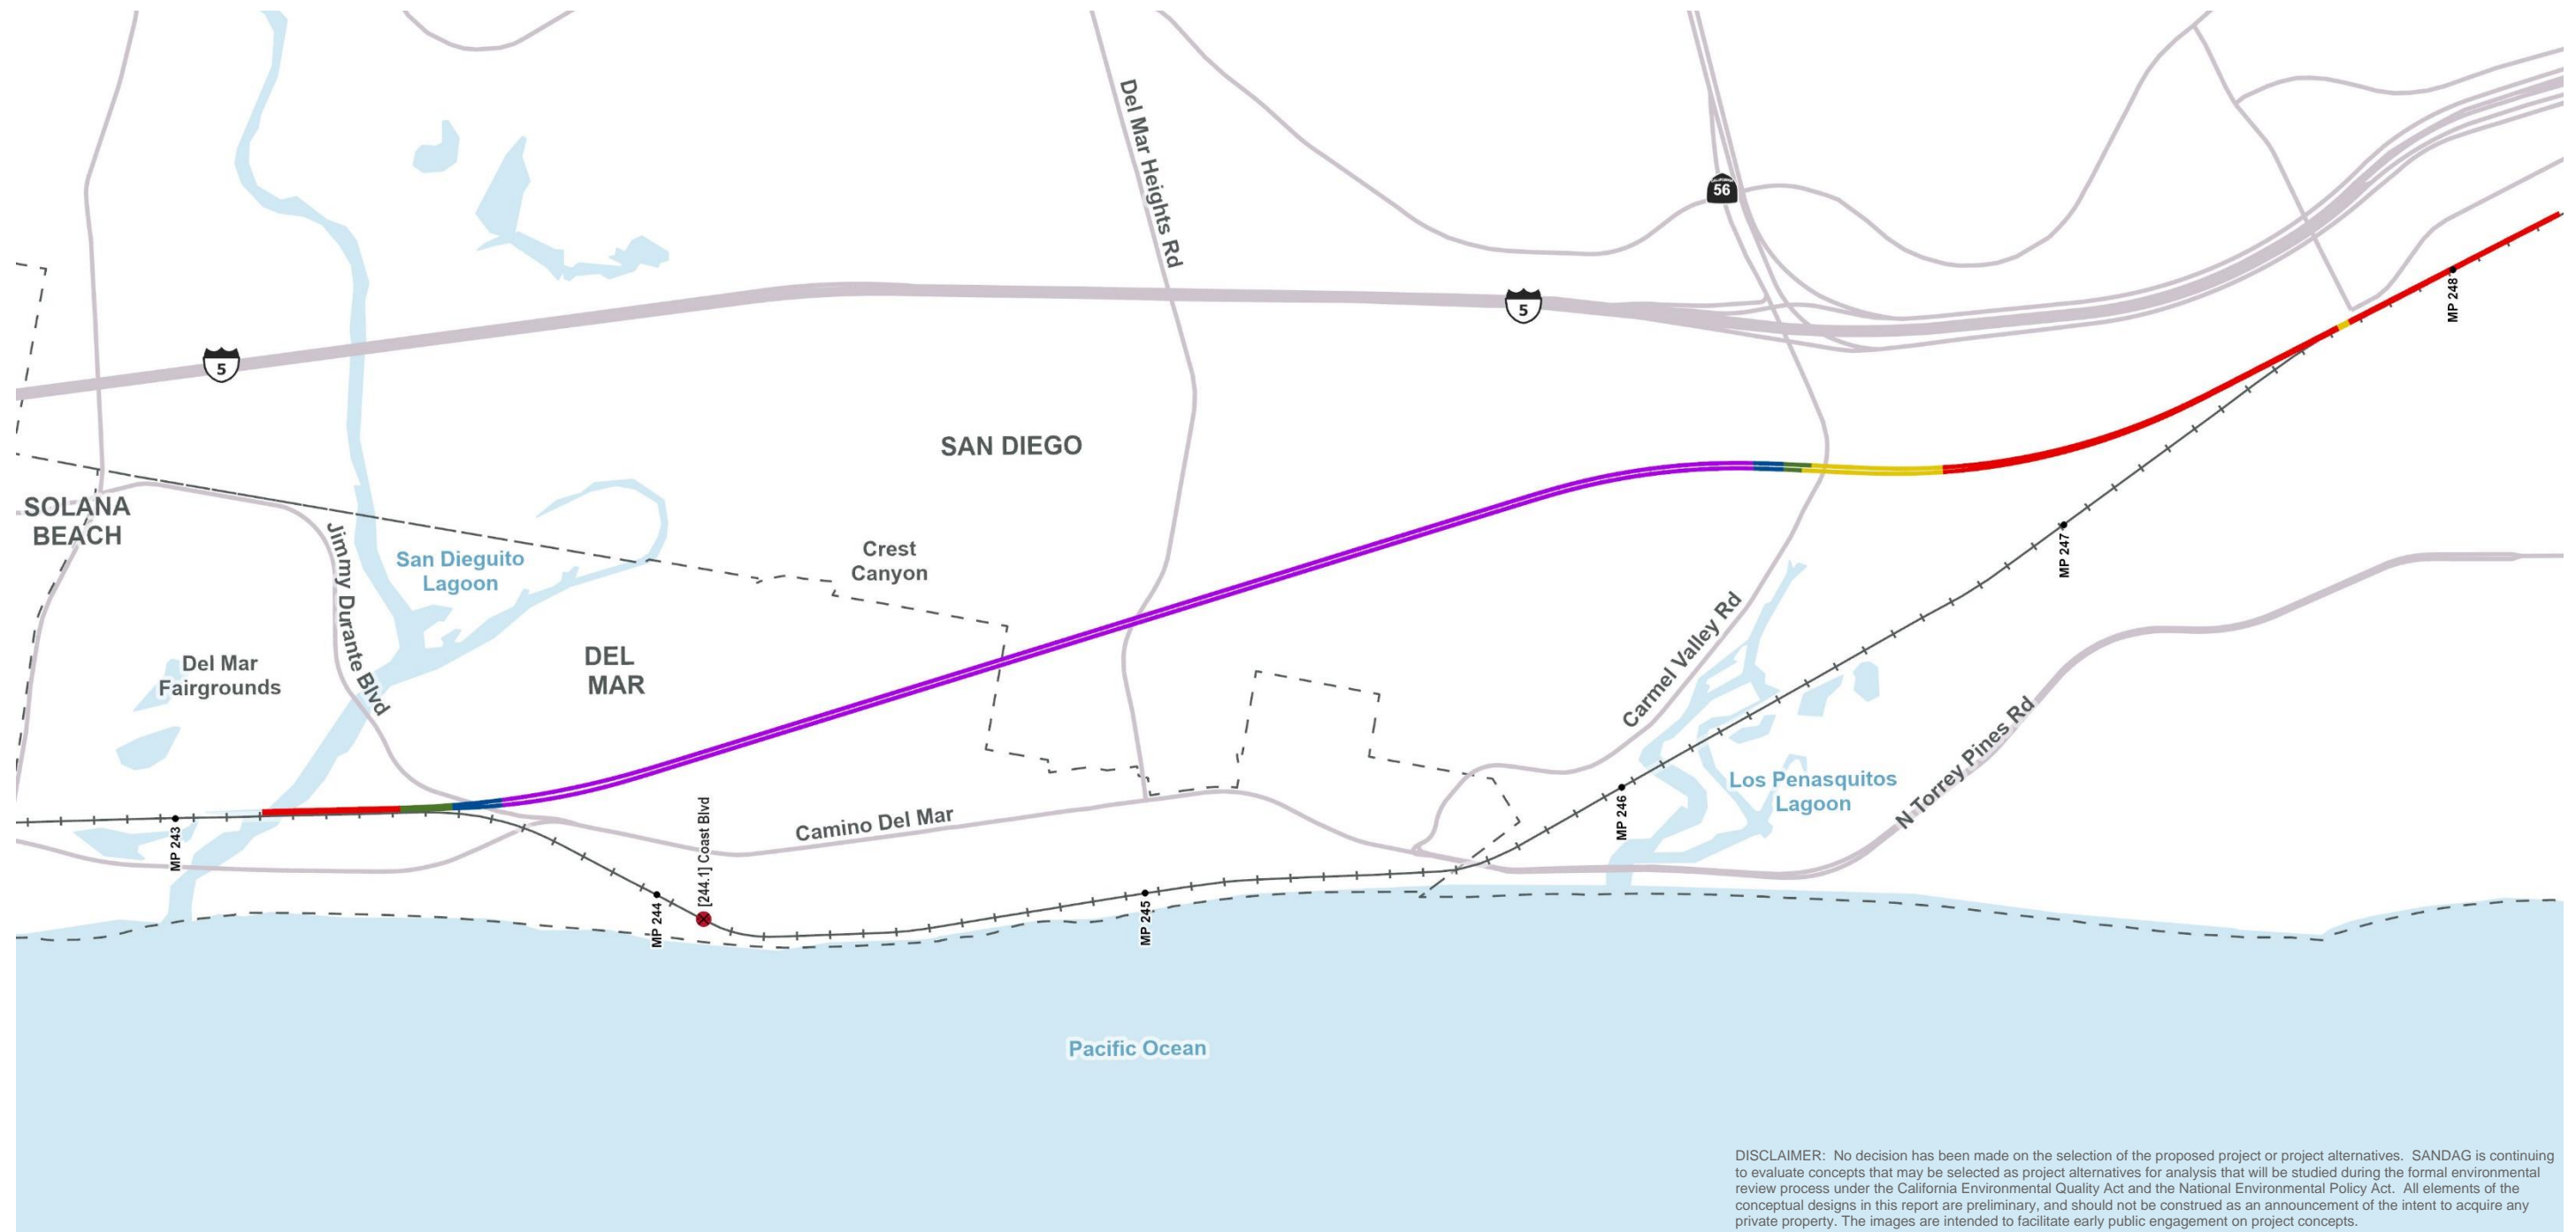 Del Mar Heights Rd
CALIFORNIA
56
5
5
SAN DIEGO
SOLANA
BEACH
Jimmy Durante Blvd
San Dieguito
Lagoon
Crest
Canyon
Del Mar
Fairgrounds
DEL
MAR
Carmel Valley Rd
Los Penasquitos
Lagoon
N Torrey Pines Rd
Camino Del Mar
MP 243
MP 244
[244.1] Coast Blvd
MP 245
MP 246
MP 247
MP 248
Pacific Ocean
DISCLAIMER: No decision has been made on the selection of the proposed project or project alternatives. SANDAG is continuing
to evaluate concepts that may be selected as project alternatives for analysis that will be studied during the formal environmental
review process under the California Environmental Quality Act and the National Environmental Policy Act. All elements of the
conceptual designs in this report are preliminary, and should not be construed as an announcement of the intent to acquire any
private property. The images are intended to facilitate early public engagement on project concepts.